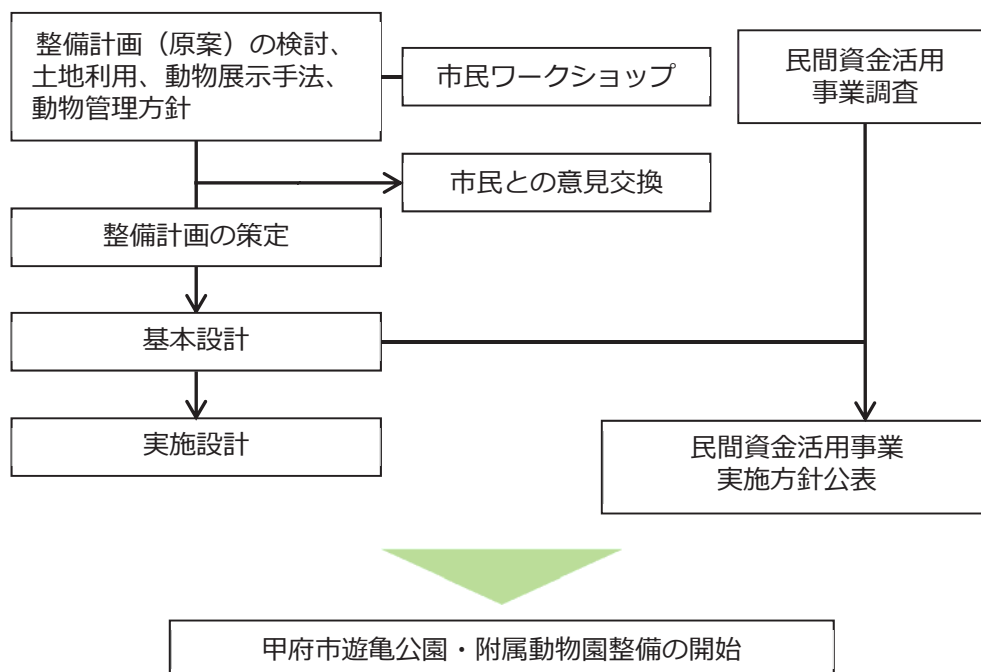 整備計画（原案）の検討、
土地利用、動物展示手法、
動物管理方針
市民ワークショップ
民間資金活用
事業調査
市民との意見交換
整備計画の策定
基本設計
実施設計
民間資金活用事業
実施方針公表
甲府市遊亀公園・附属動物園整備の開始